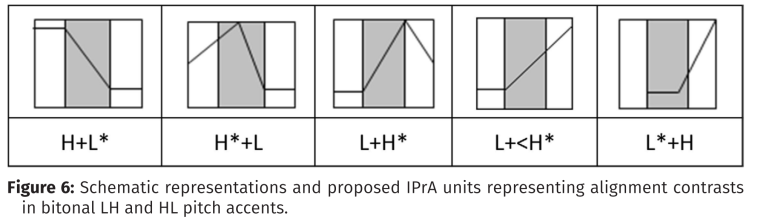 H+L* H*+L L+H* L+<H* L*+H
Figure 6: Schematic representations and proposed IPrA units representing alignment contrasts
in bitonal LH and HL pitch accents.